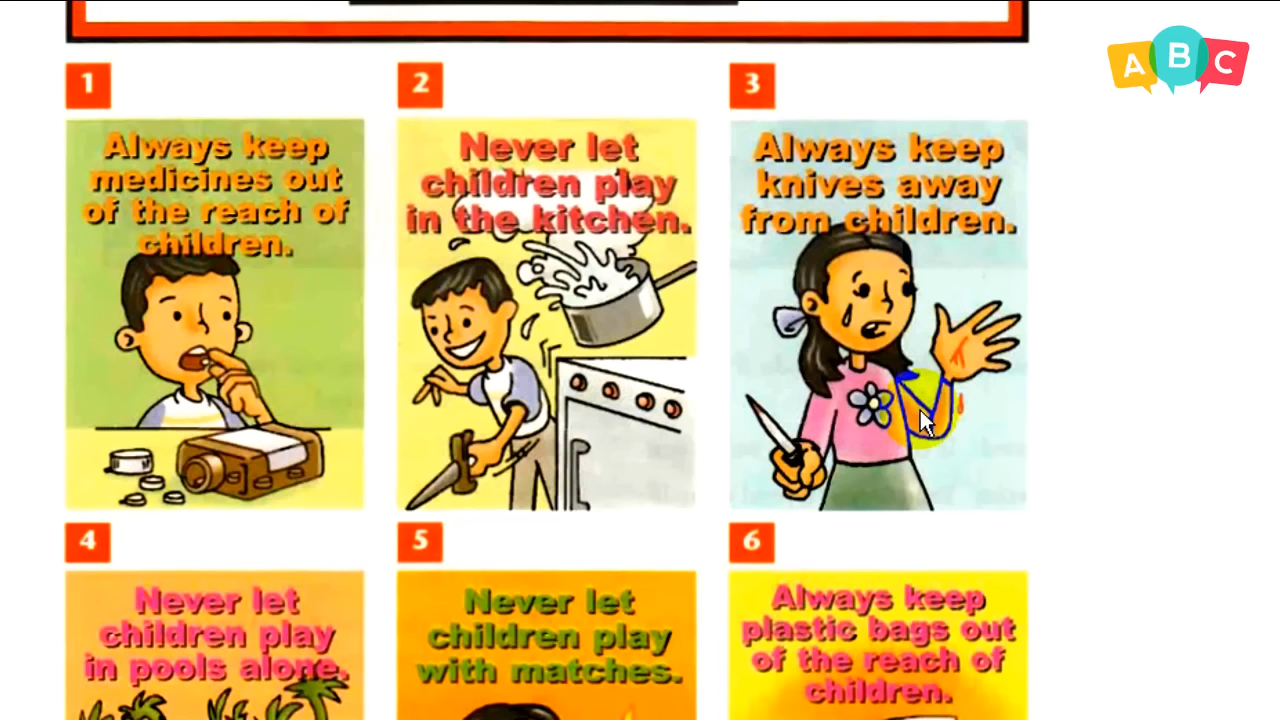 A B C
1
2
3
Always keep
medicines out
of the reach of
children.
Never let
children play
in the kitchen.
Always keep
knives away
from children.
4
5
6
Never let
children play
in pools alone.
Never let
children play
with matches.
Always keep
plastic bags out
of the reach of
children.